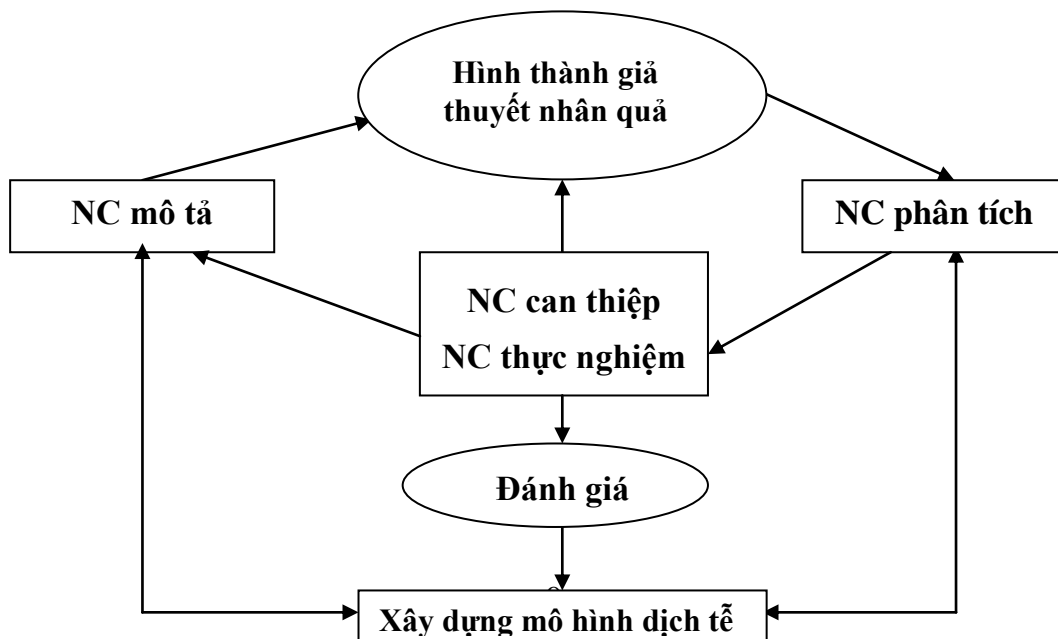 Hình thành giả
thuyết nhân quả
NC mô tả
NC phân tích
NC can thiệp
NC thực nghiệm
Đánh giá
Xây dựng mô hình dịch tễ